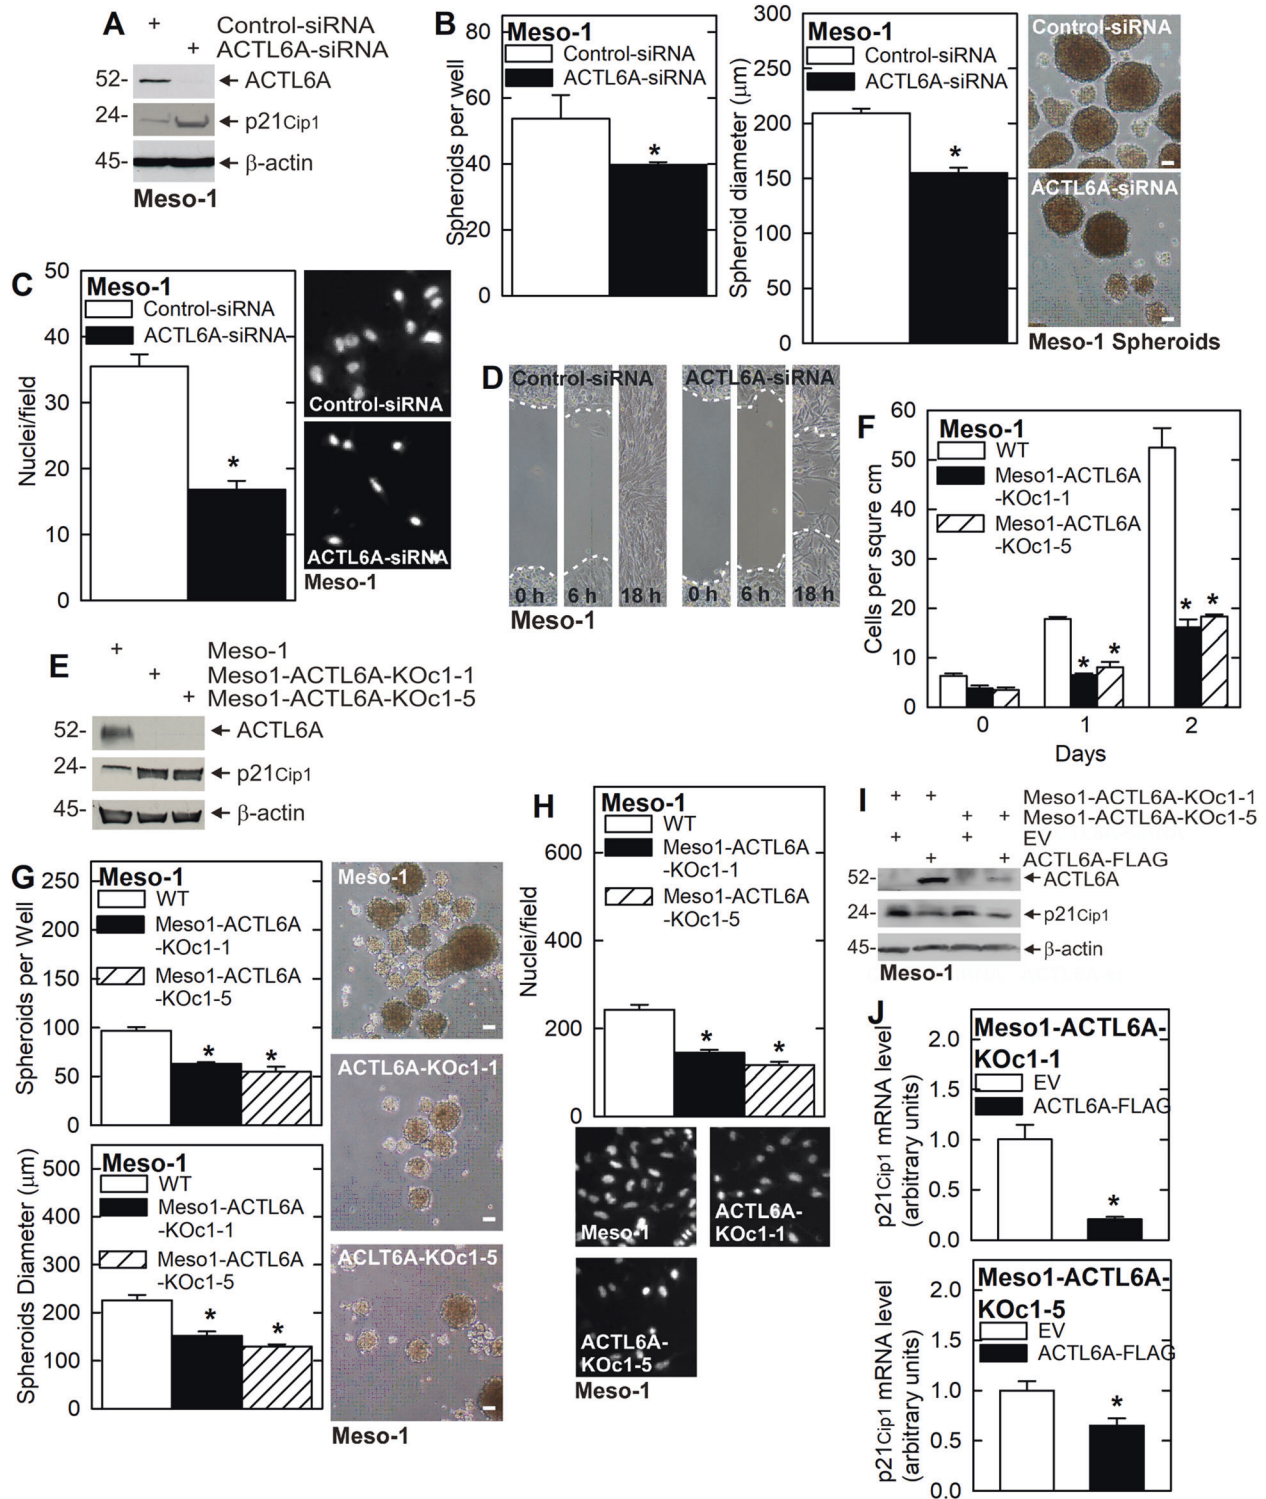 A
+ Control-siRNA
+ ACTL6A-siRNA
52- ACTL6A
24- p21Cip1
45- β-actin
Meso-1
B
Meso-1
Control-siRNA
ACTL6A-siRNA
Spheroids per well
80
60
40
20
0
*
Meso-1
Control-siRNA
ACTL6A-siRNA
Spheroid diameter (μm)
300
250
200
150
100
50
0
*
Control-siRNA
ACTL6A-siRNA
Meso-1 Spheroids
C
Meso-1
Control-siRNA
ACTL6A-siRNA
Nuclei/field
50
40
30
20
10
0
*
Control-siRNA
ACTL6A-siRNA
Meso-1
D
Control-siRNA ACTL6A-siRNA
0 h 6 h 18 h 0 h 6 h 18 h
Meso-1
E
+ Meso-1
+ Meso1-ACTL6A-KOc1-1
+ Meso1-ACTL6A-KOc1-5
52- ACTL6A
24- p21Cip1
45- β-actin
F
Meso-1
WT
Meso1-ACTL6A
-KOc1-1
Meso1-ACTL6A
-KOc1-5
Cells per squre cm
60
50
40
30
20
10
0
* * * *
0 1 2
Days
G
Meso-1
WT
Meso1-ACTL6A
-KOc1-1
Meso1-ACTL6A
-KOc1-5
Spheroids per Well
250
200
150
100
50
0
* *
Meso-1
WT
Meso1-ACTL6A
-KOc1-1
Meso1-ACTL6A
-KOc1-5
Spheroids Diameter (μm)
500
400
300
200
100
0
* *
Meso-1
ACTL6A-KOc1-1
ACLT6A-KOc1-5
Meso-1
H
Meso-1
WT
Meso1-ACTL6A
-KOc1-1
Meso1-ACTL6A
-KOc1-5
Nuclei/field
600
400
200
0
* *
Meso-1
ACTL6A-
KOc1-1
ACTL6A-
KOc1-5
Meso-1
I
+ + Meso1-ACTL6A-KOc1-1
+ + Meso1-ACTL6A-KOc1-5
+ + EV
+ + ACTL6A-FLAG
52- ACTL6A
24- p21Cip1
45- β-actin
Meso-1
J
Meso1-ACTL6A-
KOc1-1
EV
ACTL6A-FLAG
p21Cip1 mRNA level
(arbitrary units)
2.0
1.5
1.0
0.5
0.0
*
Meso1-ACTL6A-
KOc1-5
EV
ACTL6A-FLAG
p21Cip1 mRNA level
(arbitrary units)
2.0
1.5
1.0
0.5
0.0
*